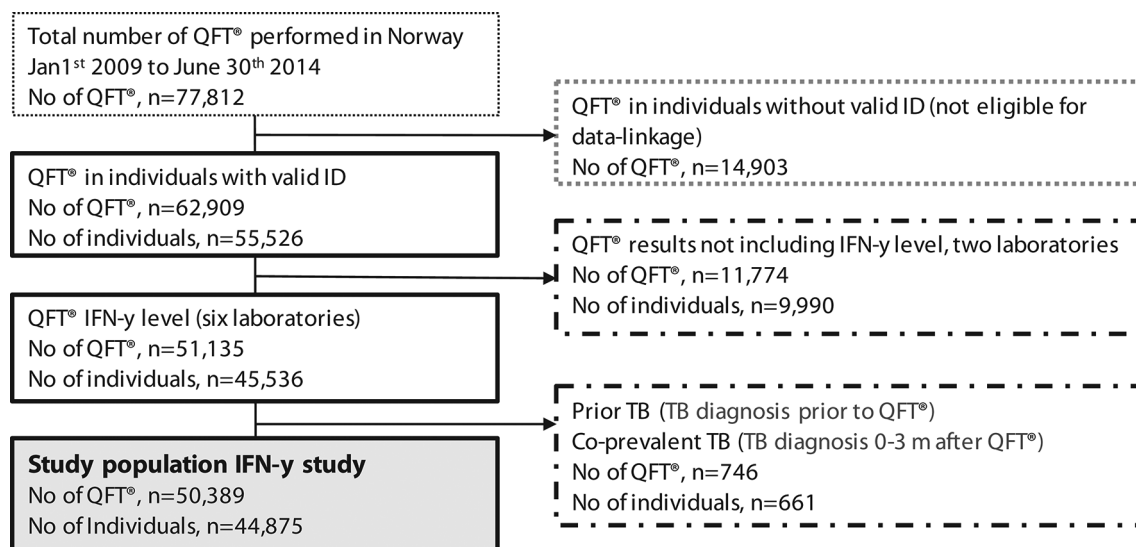 Total number of QFT® performed in Norway
Jan1st 2009 to June 30th 2014
No of QFT®, n=77,812
QFT® in individuals without valid ID (not eligible for
data-linkage)
No of QFT®, n=14,903
QFT® in individuals with valid ID
No of QFT®, n=62,909
No of individuals, n=55,526
QFT® results not including IFN-y level, two laboratories
No of QFT®, n=11,774
No of individuals, n=9,990
QFT® IFN-y level (six laboratories)
No of QFT®, n=51,135
No of individuals, n=45,536
Prior TB (TB diagnosis prior to QFT®)
Co-prevalent TB (TB diagnosis 0-3 m after QFT®)
No of QFT®, n=746
No of individuals, n=661
Study population IFN-y study
No of QFT®, n=50,389
No of Individuals, n=44,875